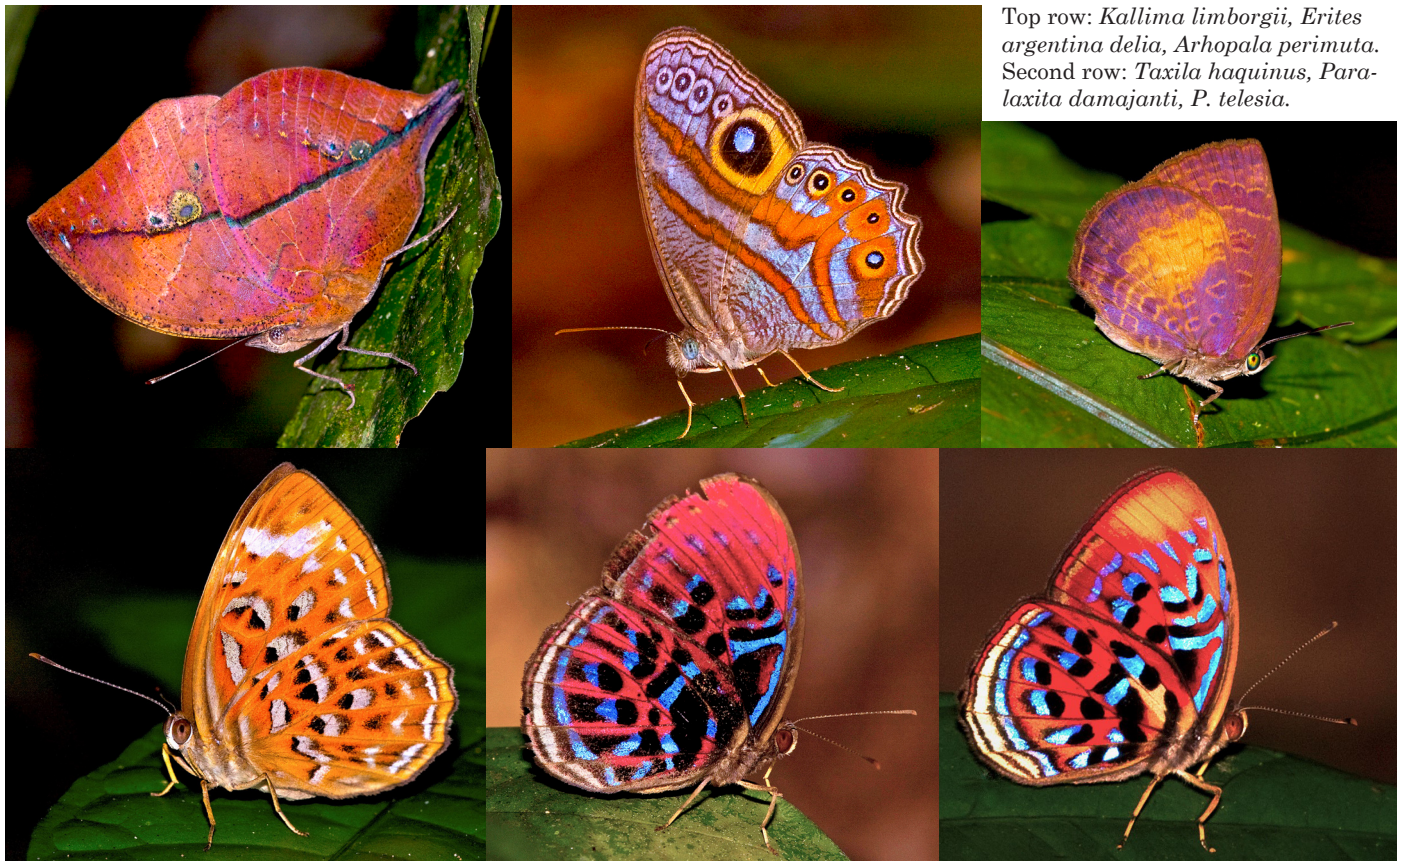 Top row: Kallima limborgii, Erites
argentina delia, Arhopala perimuta.
Second row: Taxila haquinus, Para-
laxita damajanti, P. telesia.